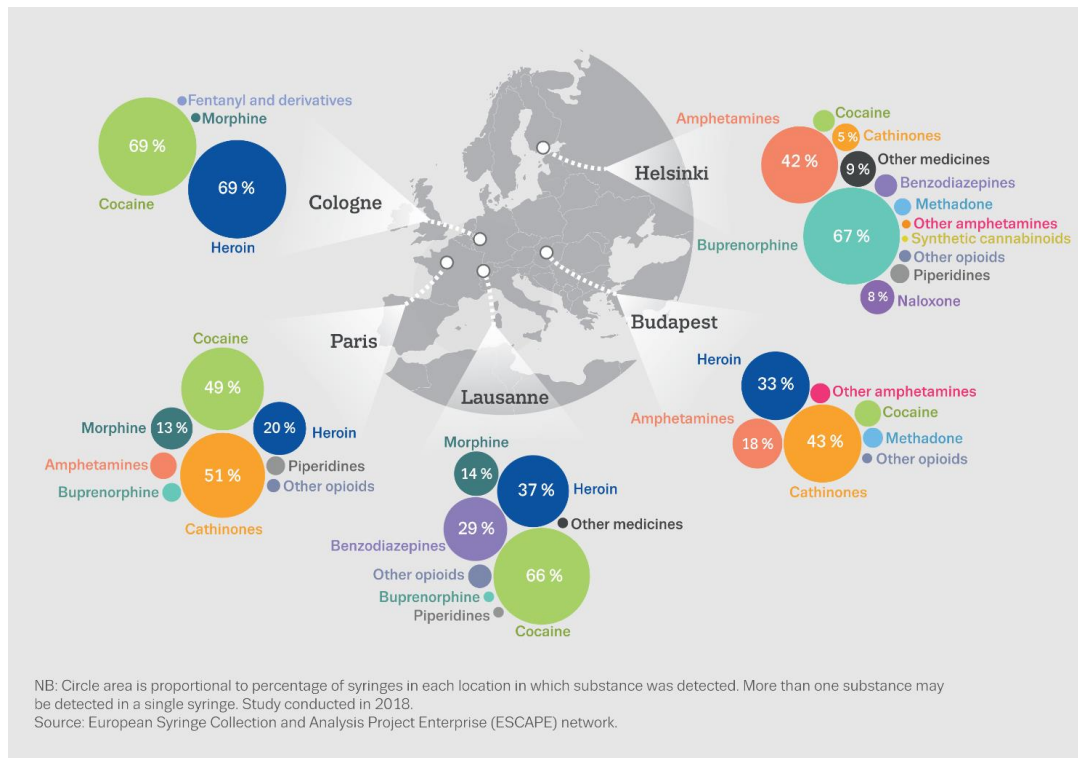 Cologne
Fentanyl and derivatives
Morphine
69 %
Cocaine
69 %
Heroin
Helsinki
Amphetamines
42 %
Cocaine
5 %
Cathinones
9 %
Other medicines
Benzodiazepines
Methadone
Other amphetamines
Synthetic cannabinoids
Other opioids
Piperidines
Buprenorphine
67 %
8 %
Naloxone
Paris
Cocaine
49 %
Morphine
13 %
20 %
Heroin
Amphetamines
51 %
Piperidines
Buprenorphine
Other opioids
Cathinones
Lausanne
Morphine
14 %
37 %
Heroin
Other medicines
29 %
Benzodiazepines
Other opioids
66 %
Buprenorphine
Piperidines
Cocaine
Budapest
Heroin
33 %
Other amphetamines
Amphetamines
18 %
43 %
Cocaine
Methadone
Other opioids
Cathinones
NB: Circle area is proportional to percentage of syringes in each location in which substance was detected. More than one substance may
be detected in a single syringe. Study conducted in 2018.
Source: European Syringe Collection and Analysis Project Enterprise (ESCAPE) network.